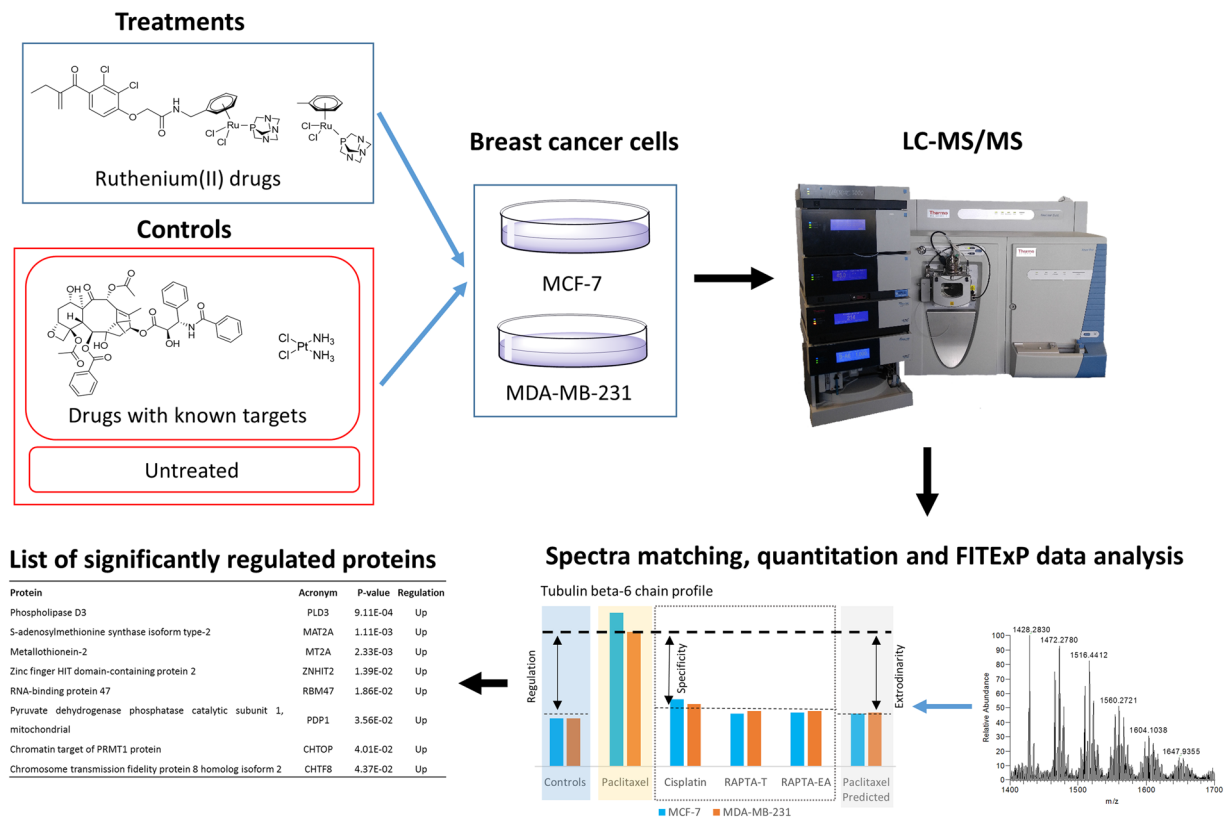 Treatments
O
Cl
Cl
O
O
H
N
Ru
Cl
Cl
P
N
N
N
Cl
Cl
Ru
P
N
N
N
Ruthenium(II) drugs
Controls
OH
O
O
O
O
O
N
H
O
O
OH
H
O
O
O
HO
O
O
Cl
Cl
Pt
NH3
NH3
Drugs with known targets
Untreated
Breast cancer cells
MCF-7
MDA-MB-231
LC-MS/MS
Thermo
Thermo
List of significantly regulated proteins
Protein Acronym P-value Regulation
Phospholipase D3 PLD3 9.11E-04 Up
S-adenosylmethionine synthase isoform type-2 MAT2A 1.11E-03 Up
Metallothionein-2 MT2A 2.33E-03 Up
Zinc finger HIT domain-containing protein 2 ZNHIT2 1.39E-02 Up
RNA-binding protein 47 RBM47 1.86E-02 Up
Pyruvate dehydrogenase phosphatase catalytic subunit 1,
mitochondrial PDP1 3.56E-02 Up
Chromatin target of PRMT1 protein CHTOP 4.01E-02 Up
Chromosome transmission fidelity protein 8 homolog isoform 2 CHTF8 4.37E-02 Up
Spectra matching, quantitation and FITExP data analysis
Tubulin beta-6 chain profile
Regulation
Specificity
Extrodinarity
Controls
Paclitaxel
Cisplatin
RAPTA-T
RAPTA-EA
Paclitaxel
Predicted
MCF-7 MDA-MB-231
1428.2830
1472.2780
1516.4412
1560.2721
1604.1038
1647.9355
Relative Abundance
100
90
80
70
60
50
40
30
20
10
0
1400 1500 1600 1700
m/z